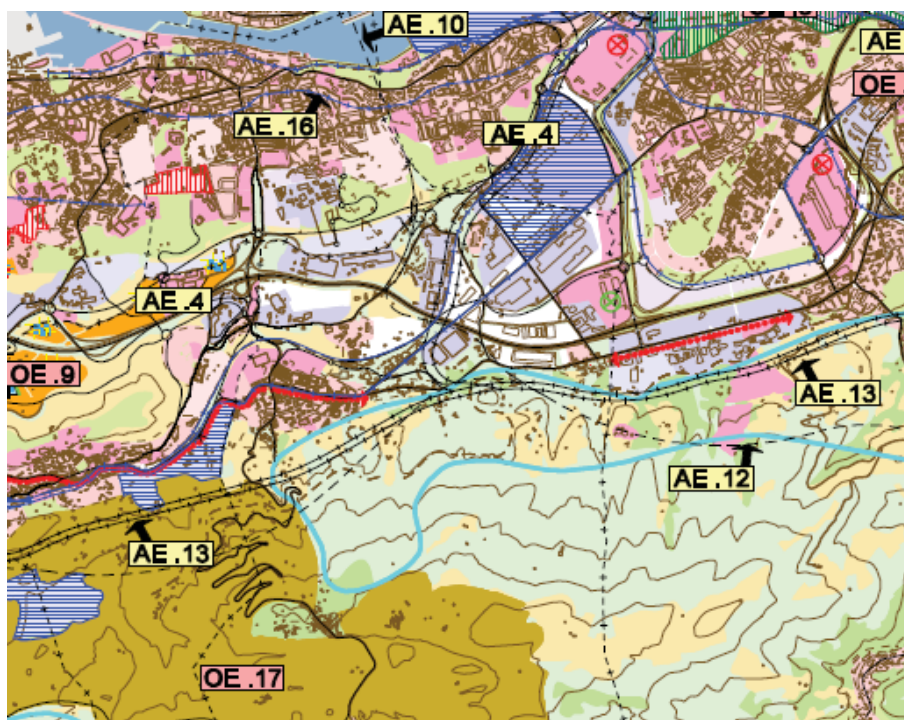 AE .10
AE
OE .
AE .16
AE .4
AE .4
OE .9
AE .13
AE .12
AE .13
OE .17